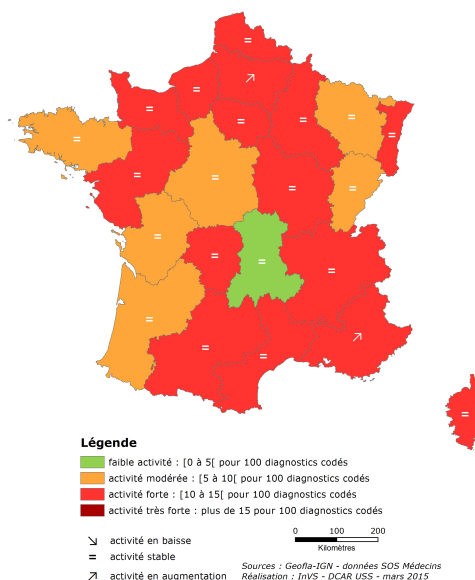 Légende
faible activité : [0 à 5[ pour 100 diagnostics codés
activité modérée : [5 à 10[ pour 100 diagnostics codés
activité forte : [10 à 15[ pour 100 diagnostics codés
activité très forte : plus de 15 pour 100 diagnostics codés
activité en baisse
activité stable
activité en augmentation
0 100 200
Kilomètres
Sources : Geofla-IGN - données SOS Médecins
Réalisation : InVS - DCAR USS - mars 2015